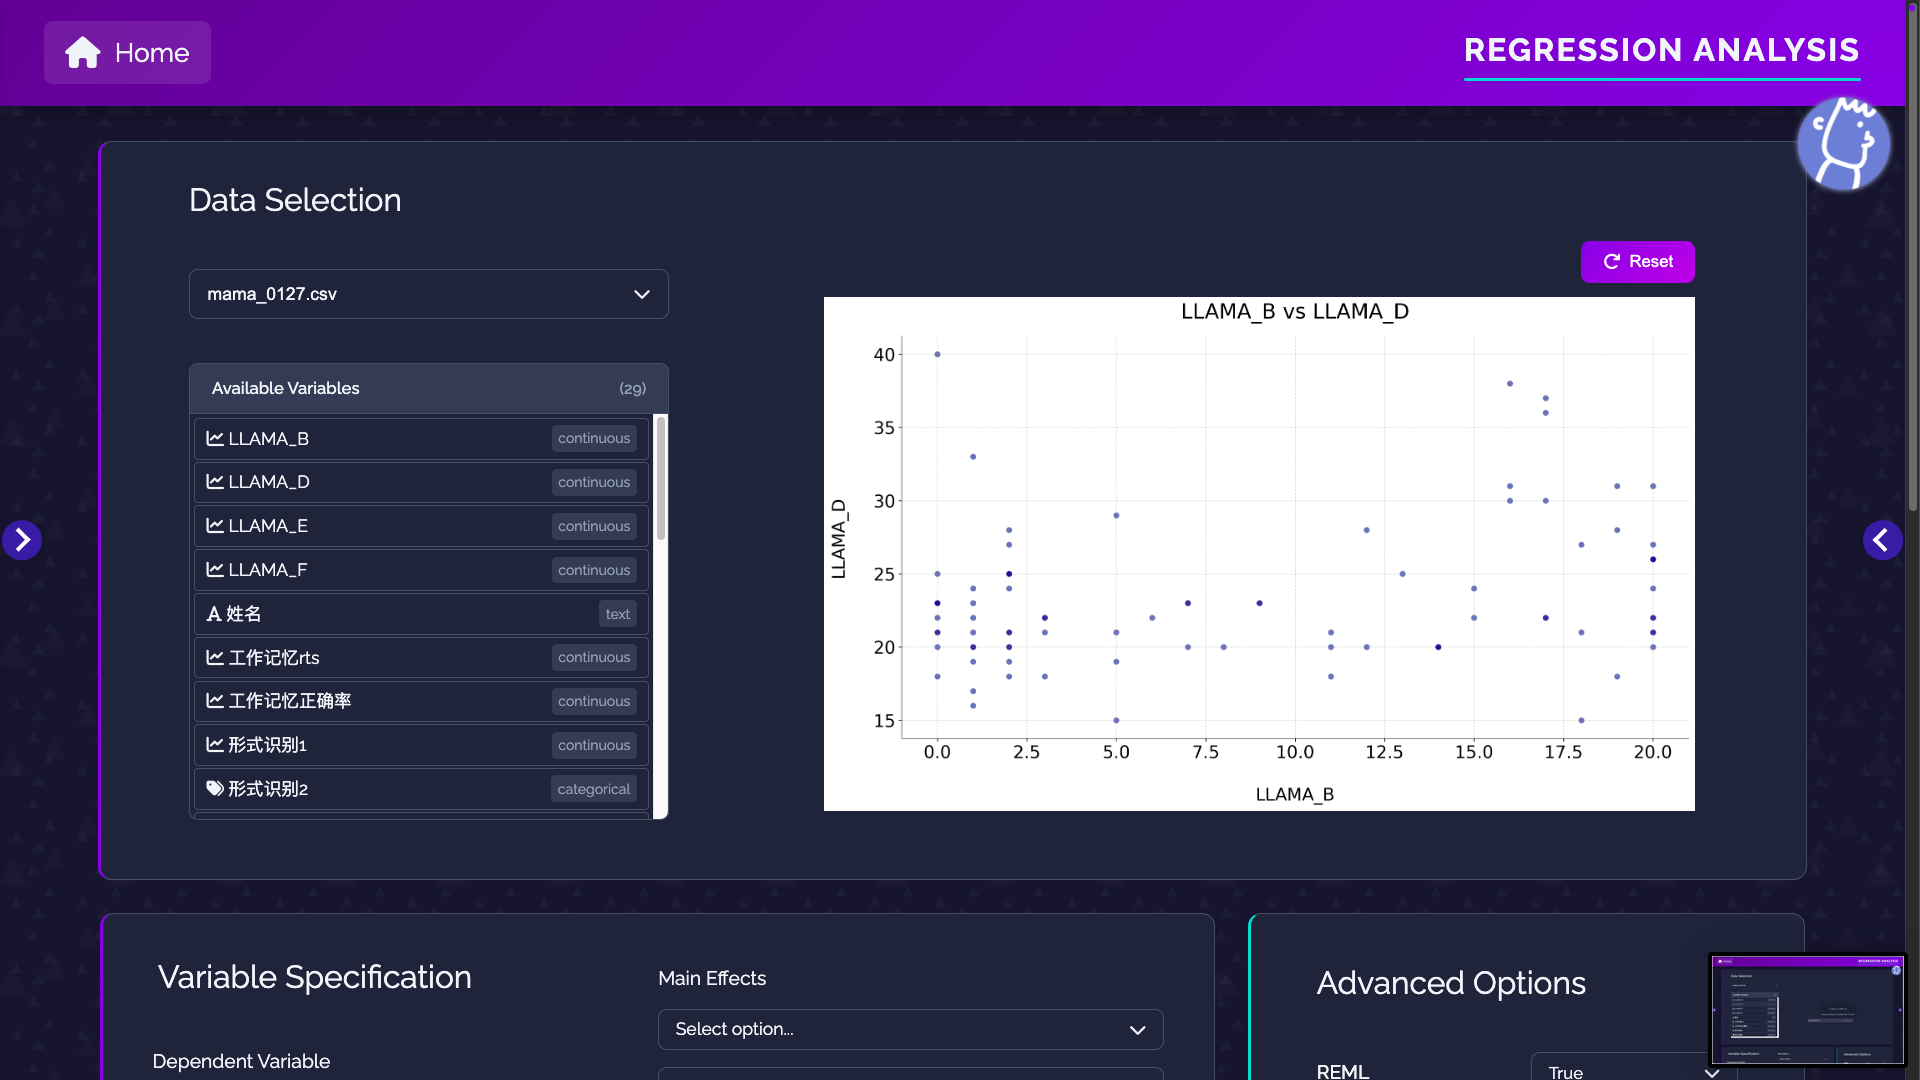 Home
REGRESSION ANALYSIS
Data Selection
Reset
mama_0127.csv
Available Variables (29)
LLAMA_B continuous
LLAMA_D continuous
LLAMA_E continuous
LLAMA_F continuous
姓名 text
工作记忆rts continuous
工作记忆正确率 continuous
形式识别1 continuous
形式识别2 categorical
LLAMA_B vs LLAMA_D
40
35
30
25
20
15
LLAMA_D
0.0 2.5 5.0 7.5 10.0 12.5 15.0 17.5 20.0
LLAMA_B
Variable Specification
Main Effects
Select option...
Dependent Variable
Advanced Options
REML
True